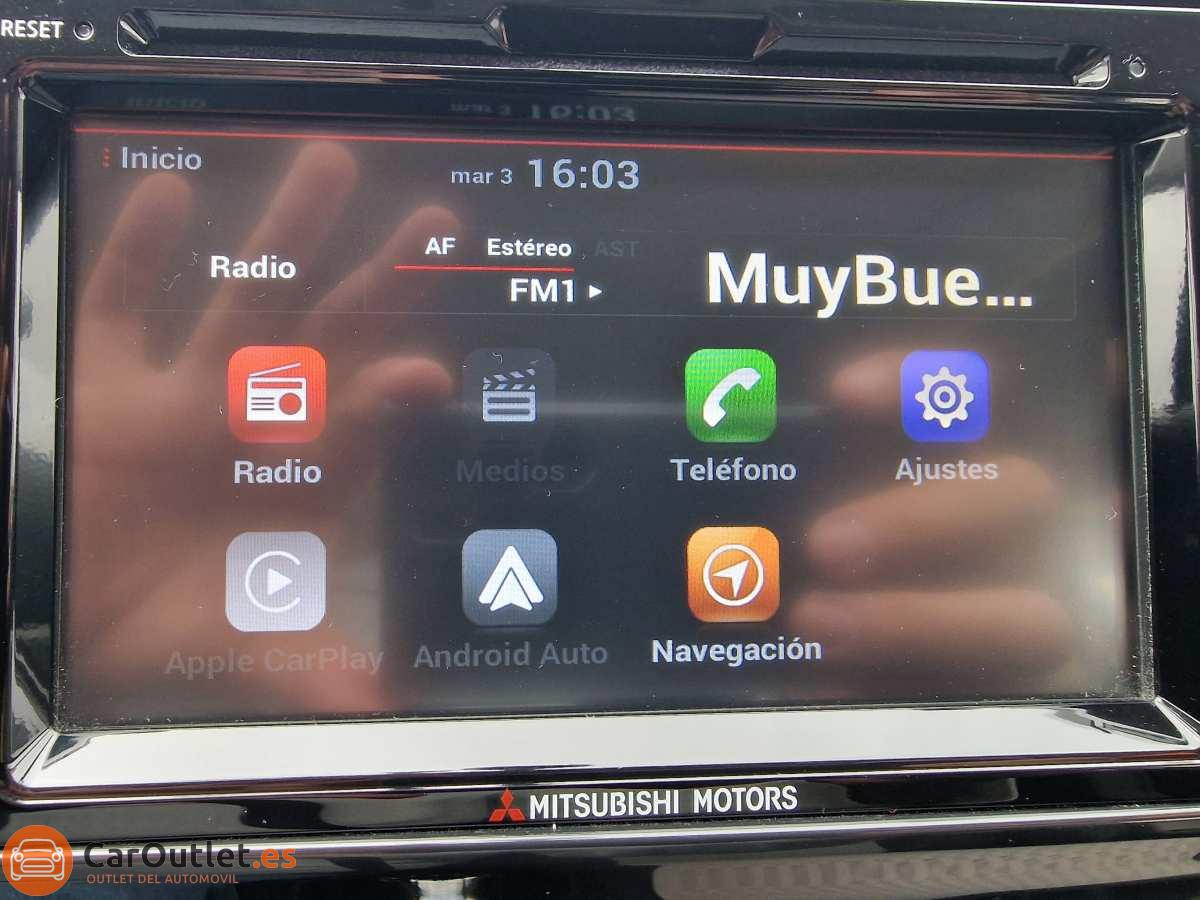 RESET
Inicio
mar 3 16:03
Radio
AF Estéreo AST
FM1
MuyBue...
Radio
Medios
Teléfono
Ajustes
Apple CarPlay
Android Auto
Navegación
MITSUBISHI MOTORS
CarOutlet.es
OUTLET DEL AUTOMOVIL